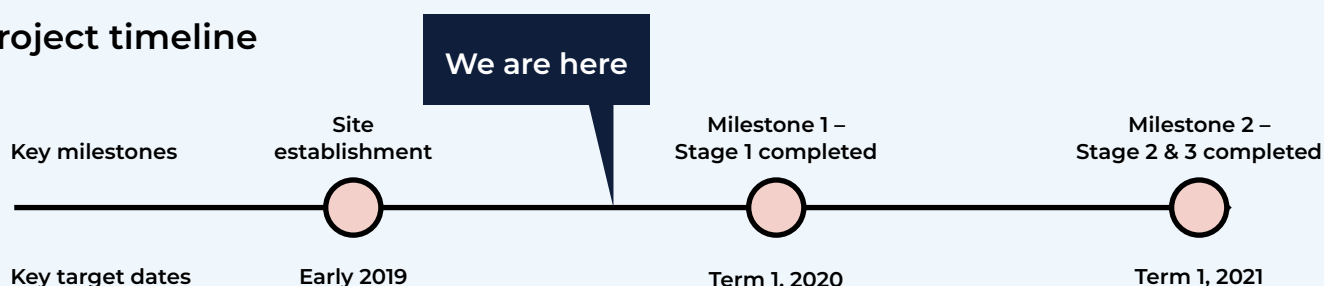 roject timeline
We are here
Site
establishment
Milestone 1 –
Stage 1 completed
Milestone 2 –
Stage 2 & 3 completed
Key milestones
Key target dates
Early 2019
Term 1, 2020
Term 1, 2021